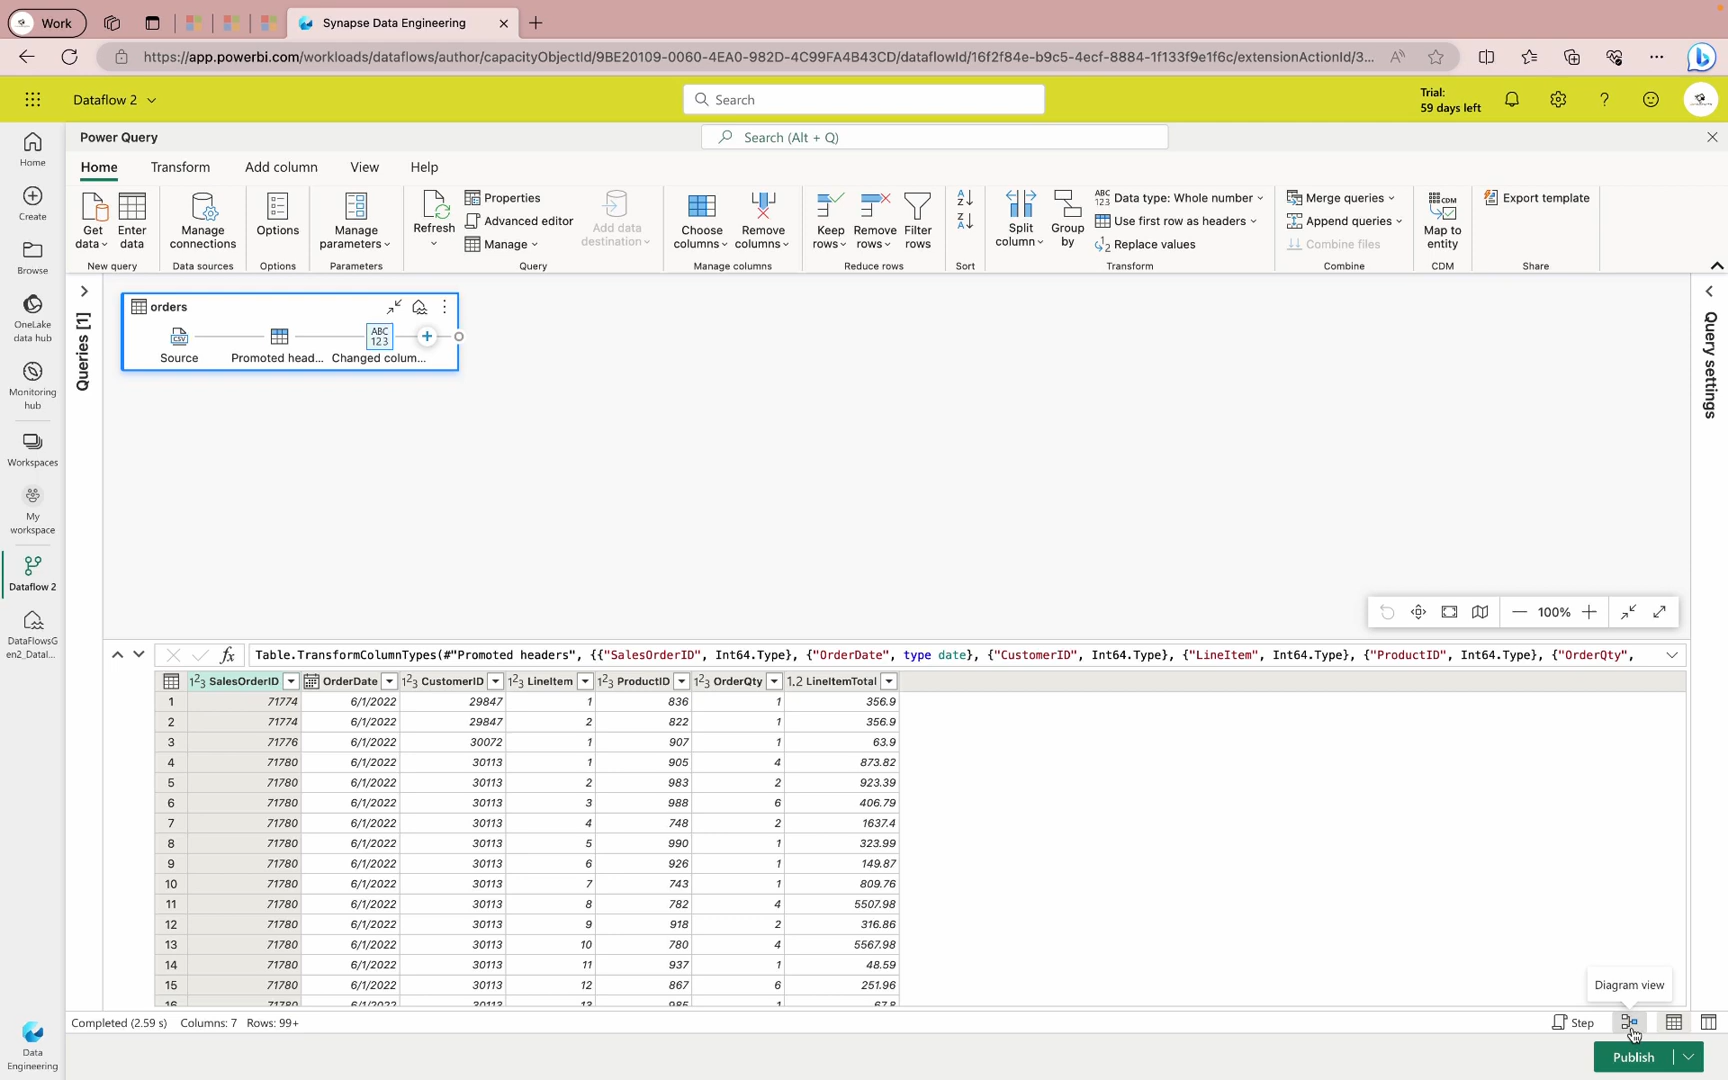 Work
Synapse Data Engineering
https://app.powerbi.com/workloads/dataflows/author/capacityObjectId/9BE20109-0060-4EA0-982D-4C99FA4B43CD/dataflowId/16f2f84e-b9c5-4ecf-8884-1f133f9e1f6c/extensionActionId/3...
Dataflow 2
Search
Trial:
59 days left
Power Query
Search (Alt + Q)
Home
Transform
Add column
View
Help
Get data
Enter data
New query
Manage connections
Data sources
Options
Options
Manage parameters
Parameters
Refresh
Properties
Advanced editor
Manage
Add data destination
Query
Choose columns
Remove columns
Manage columns
Keep rows
Remove rows
Filter rows
Reduce rows
Sort
Split column
Group by
Data type: Whole number
Use first row as headers
Replace values
Transform
Merge queries
Append queries
Combine files
Combine
Map to entity
CDM
Export template
Share
Home
Create
Browse
OneLake data hub
Monitoring hub
Workspaces
My workspace
Dataflow 2
DataFlowsG
en2_Datal...
Data Engineering
Queries [1]
orders
CSV
ABC
123
Source
Promoted head...
Changed colum...
Query settings
100%
fx
Table.TransformColumnTypes(#"Promoted headers", {{"SalesOrderID", Int64.Type}, {"OrderDate", type date}, {"CustomerID", Int64.Type}, {"LineItem", Int64.Type}, {"ProductID", Int64.Type}, {"OrderQty",
SalesOrderID OrderDate CustomerID LineItem ProductID OrderQty LineItemTotal
1 71774 6/1/2022 29847 1 836 1 356.9
2 71774 6/1/2022 29847 2 822 1 356.9
3 71776 6/1/2022 30072 1 907 1 63.9
4 71780 6/1/2022 30113 1 905 4 873.82
5 71780 6/1/2022 30113 2 983 2 923.39
6 71780 6/1/2022 30113 3 988 6 406.79
7 71780 6/1/2022 30113 4 748 2 1637.4
8 71780 6/1/2022 30113 5 990 1 323.99
9 71780 6/1/2022 30113 6 926 1 149.87
10 71780 6/1/2022 30113 7 743 1 809.76
11 71780 6/1/2022 30113 8 782 4 5507.98
12 71780 6/1/2022 30113 9 918 2 316.86
13 71780 6/1/2022 30113 10 780 4 5567.98
14 71780 6/1/2022 30113 11 937 1 48.59
15 71780 6/1/2022 30113 12 867 6 251.96
16 71780 6/1/2022 30113 13 985 1 67.8
Diagram view
Completed (2.59 s) Columns: 7 Rows: 99+
Step
Publish